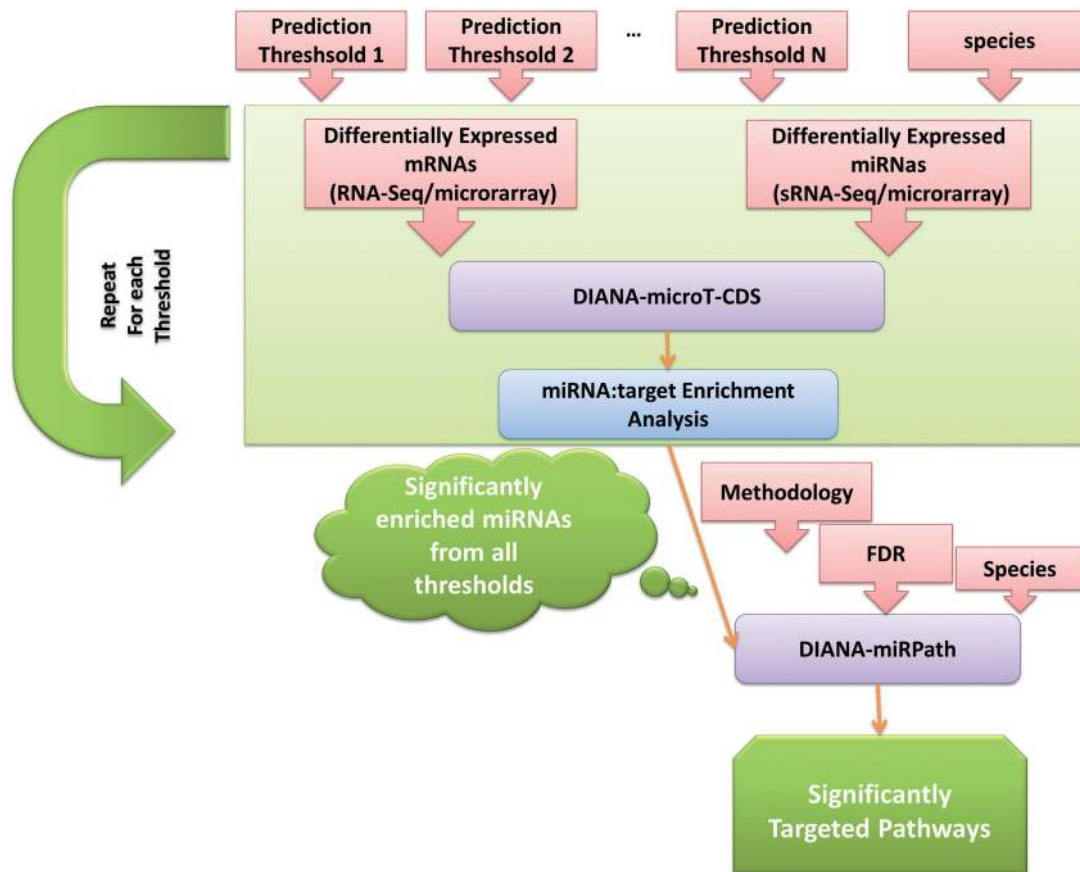 Prediction
Threshsold 1
Prediction
Threshsold 2
...
Prediction
Threshsold N
species
Differentially Expressed
mRNAs
(RNA-Seq/microrarray)
Differentially Expressed
miRNas
(sRNA-Seq/microrarray)
Repeat
For each
Threshold
DIANA-microT-CDS
miRNA:target Enrichment
Analysis
Significantly
enriched miRNAs
from all
thresholds
Methodology
FDR
Species
DIANA-miRPath
Significantly
Targeted Pathways